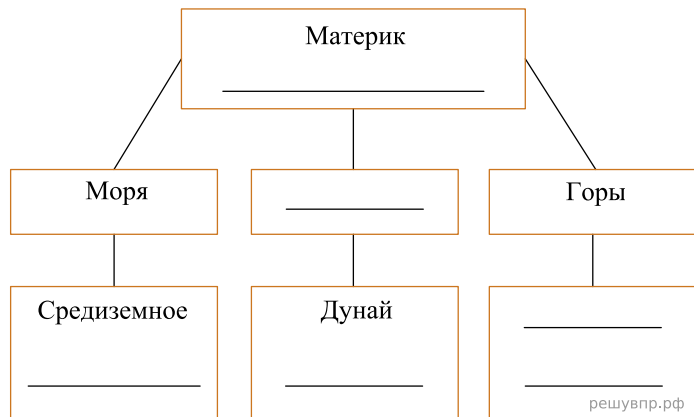 Материк
Моря
Горы
Средиземное
Дунай
решувпр.рф